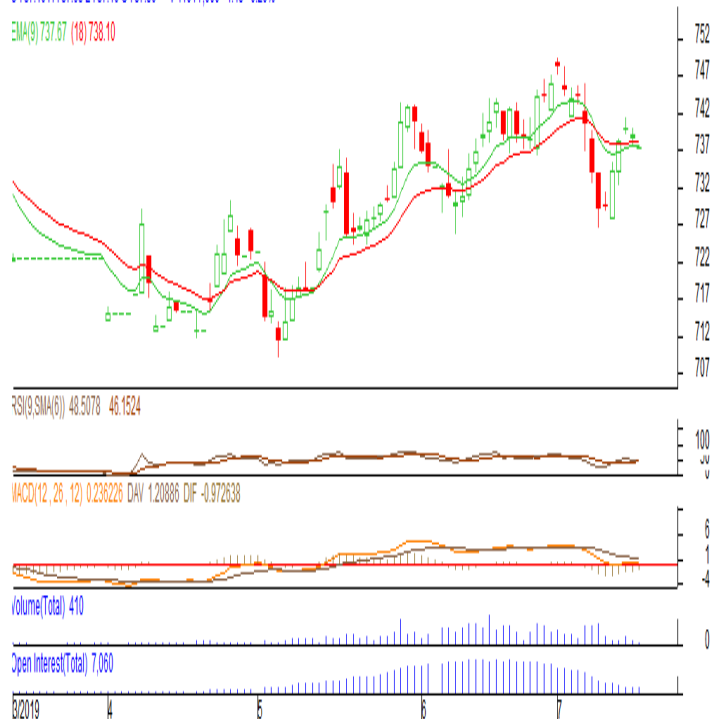 EMA(9) 737.67 (18) 738.10
752
747
742
737
732
727
722
717
712
707
RSI(9,SMA(6)) 48.5078 46.1524
100
MACD(12 , 26 , 12) 0.236226 DAV 1.20886 DIF -0.972638
6
1
-4
Volume(Total) 410
0
Open Interest(Total) 7,060
3/2019 4 5 6 7